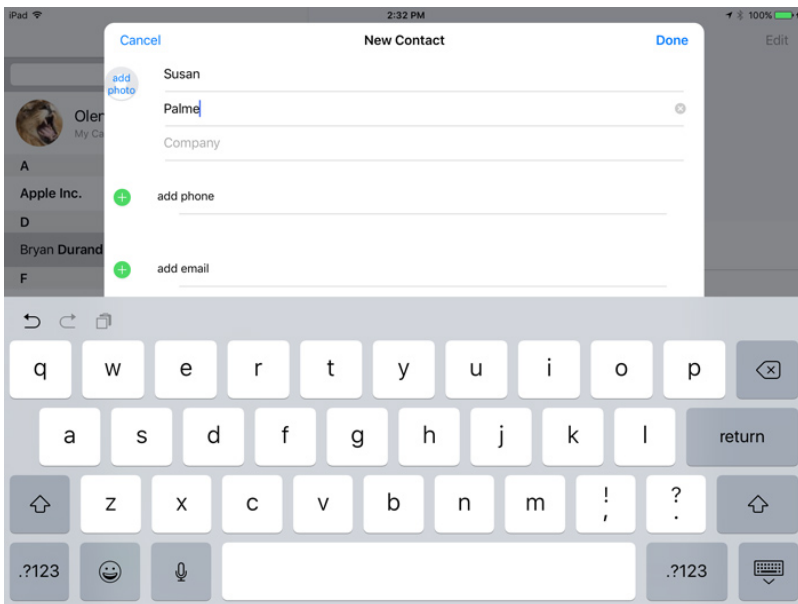 iPad 2:32 PM 100%
Cancel New Contact Done Edit
add photo
Susan
Palme
Company
Olen
My Ca
A
Apple Inc.
D
Bryan Durand
F
add phone
add email
q w e r t y u i o p
a s d f g h j k l return
z x c v b n m ! , ? .
.?123 .?123